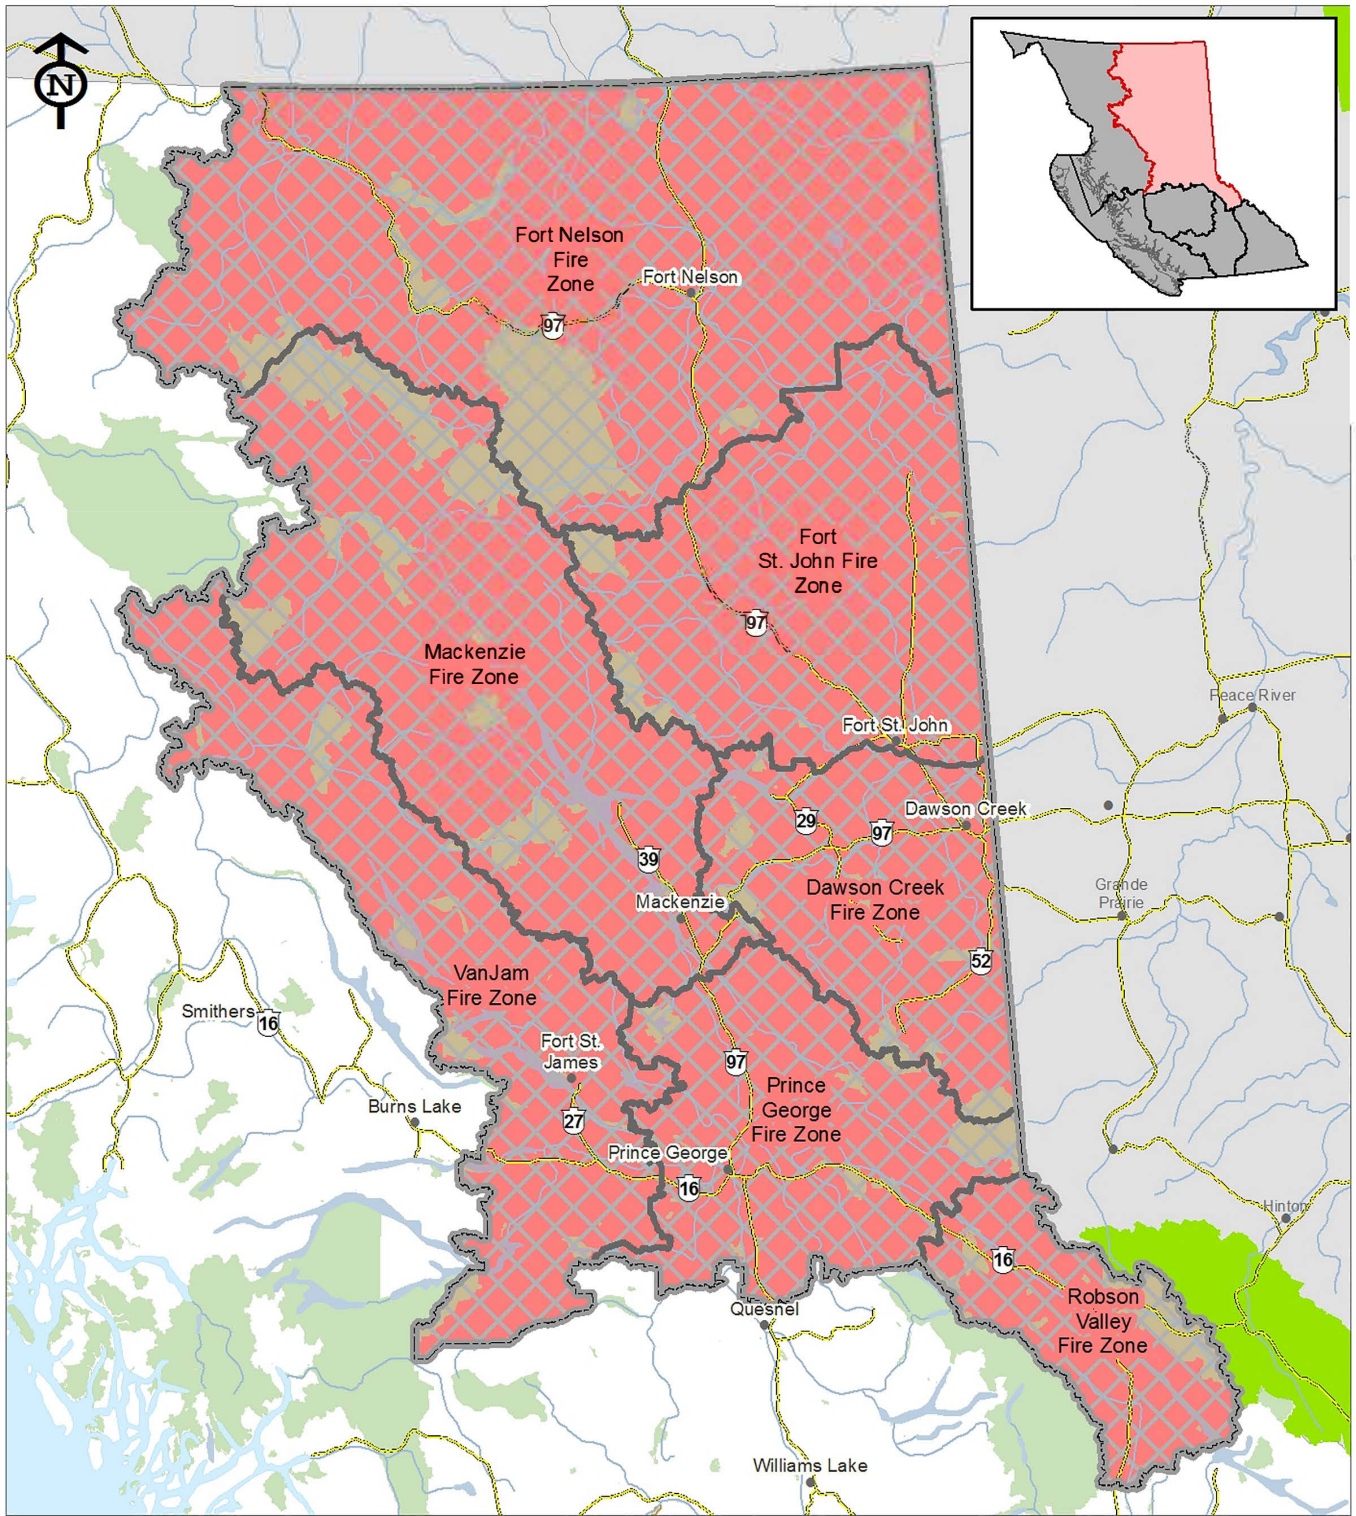 N
Fort Nelson
Fire
Zone
Fort Nelson
97
Fort
St. John Fire
Zone
97
Mackenzie
Fire Zone
Peace River
Fort St. John
Dawson Creek
29
97
39
Grande
Prairie
Dawson Creek
Fire Zone
Mackenzie
52
VanJam
Fire Zone
Smithers
16
Fort St.
James
97
Prince
George
Fire Zone
Burns Lake
27
Prince George
16
Hinton
16
Robson
Valley
Fire Zone
Quesnel
Williams Lake